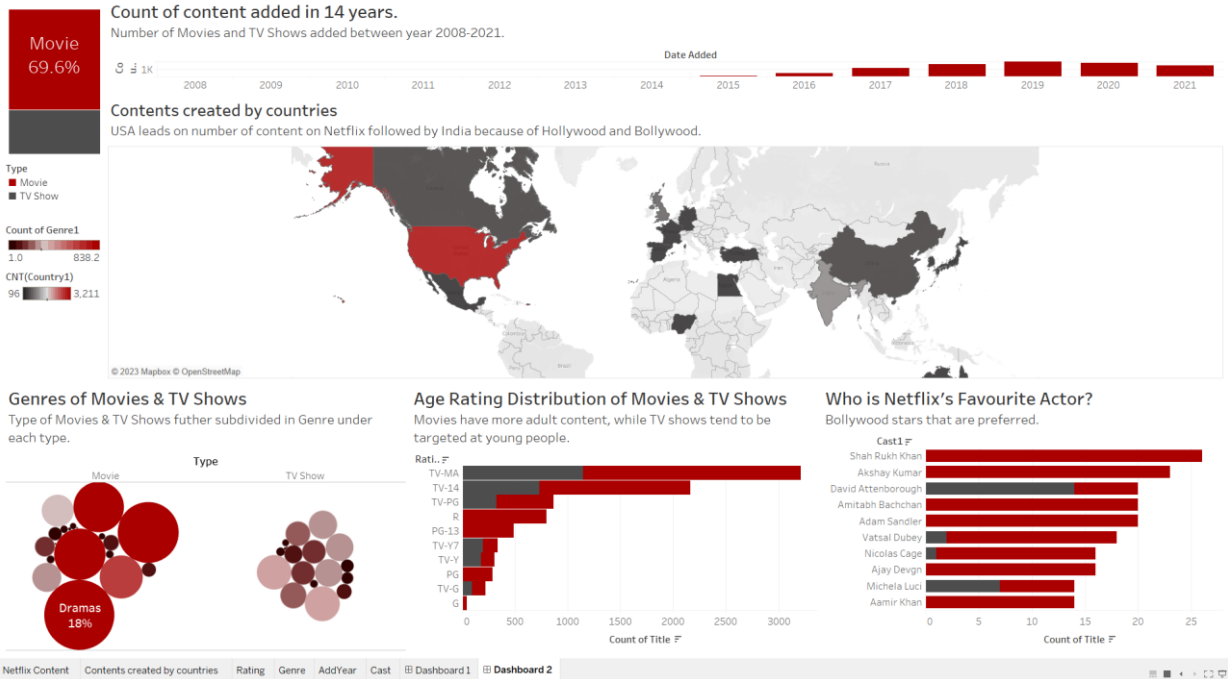 Movie
69.6%
Count of content added in 14 years.
Number of Movies and TV Shows added between year 2008-2021.
Date Added
1K
2008 2009 2010 2011 2012 2013 2014 2015 2016 2017 2018 2019 2020 2021
Contents created by countries
USA leads on number of content on Netflix followed by India because of Hollywood and Bollywood.
Type
Movie
TV Show
Count of Genre1
1.0 838.2
CNT(Country1)
96 3,211
Russia
Algeria
Iran
Brazil
© 2023 Mapbox © OpenStreetMap
Genres of Movies & TV Shows
Type of Movies & TV Shows futher subdivided in Genre under
each type.
Type
Movie TV Show
Dramas
18%
Age Rating Distribution of Movies & TV Shows
Movies have more adult content, while TV shows tend to be
targeted at young people.
Rati..
TV-MA
TV-14
TV-PG
R
PG-13
TV-Y7
TV-Y
PG
TV-G
G
0 500 1000 1500 2000 2500 3000
Count of Title
Who is Netflix's Favourite Actor?
Bollywood stars that are preferred.
Cast1
Shah Rukh Khan
Akshay Kumar
David Attenborough
Amitabh Bachchan
Adam Sandler
Vatsal Dubey
Nicolas Cage
Ajay Devgn
Michela Luci
Aamir Khan
0 5 10 15 20 25
Count of Title
Netflix Content Contents created by countries Rating Genre AddYear Cast Dashboard 1 Dashboard 2